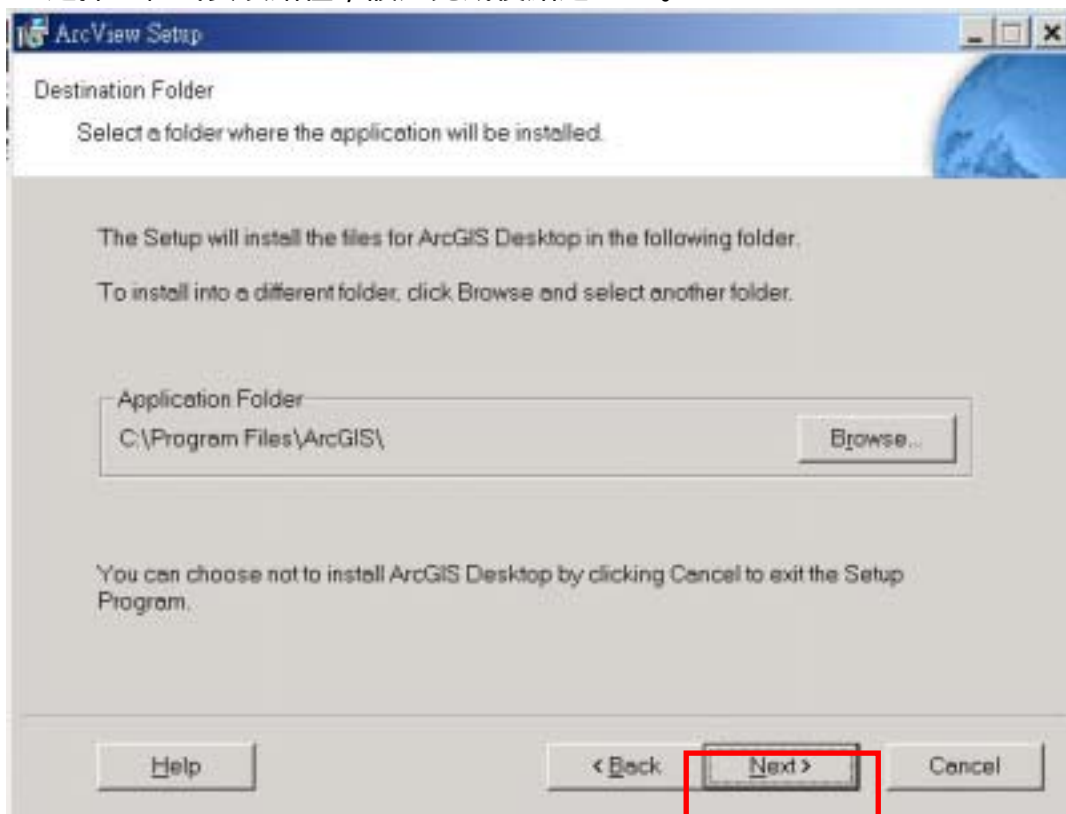 ArcView Setup
Destination Folder
Select a folder where the application will be installed.
The Setup will install the files for ArcGIS Desktop in the following folder.
To install into a different folder, click Browse and select another folder.
Application Folder
C:\Program Files\ArcGIS\
Browse...
You can choose not to install ArcGIS Desktop by clicking Cancel to exit the Setup
Program.
Help
< Back
Next >
Cancel